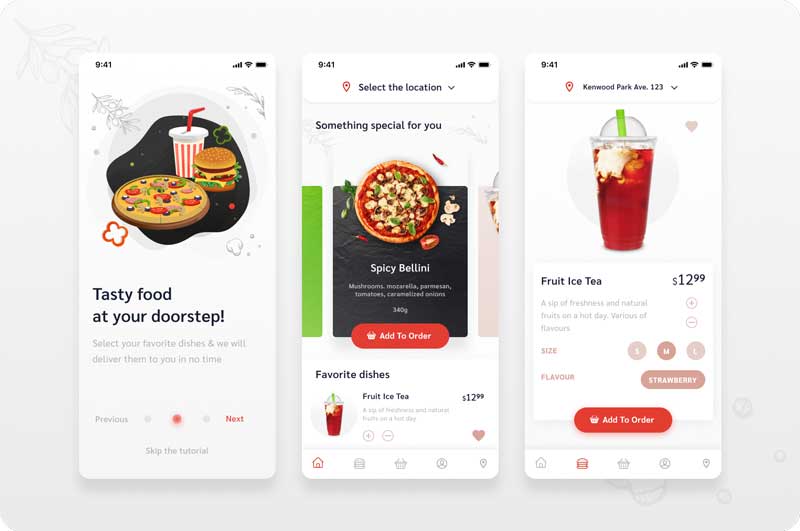 9:41
Tasty food
at your doorstep!
Select your favorite dishes & we will
deliver them to you in no time
Previous
Next
Skip the tutorial
9:41
Select the location
Something special for you
Spicy Bellini
Mushrooms, mozarella, parmesan,
tomatoes, caramelized onions
340g
Add To Order
Favorite dishes
Fruit Ice Tea
$12⁹⁹
A sip of freshness and natural
fruits on a hot day
9:41
Kenwood Park Ave. 123
Fruit Ice Tea
$12⁹⁹
A sip of freshness and natural
fruits on a hot day. Various of
flavours
SIZE
S
M
L
FLAVOUR
STRAWBERRY
Add To Order